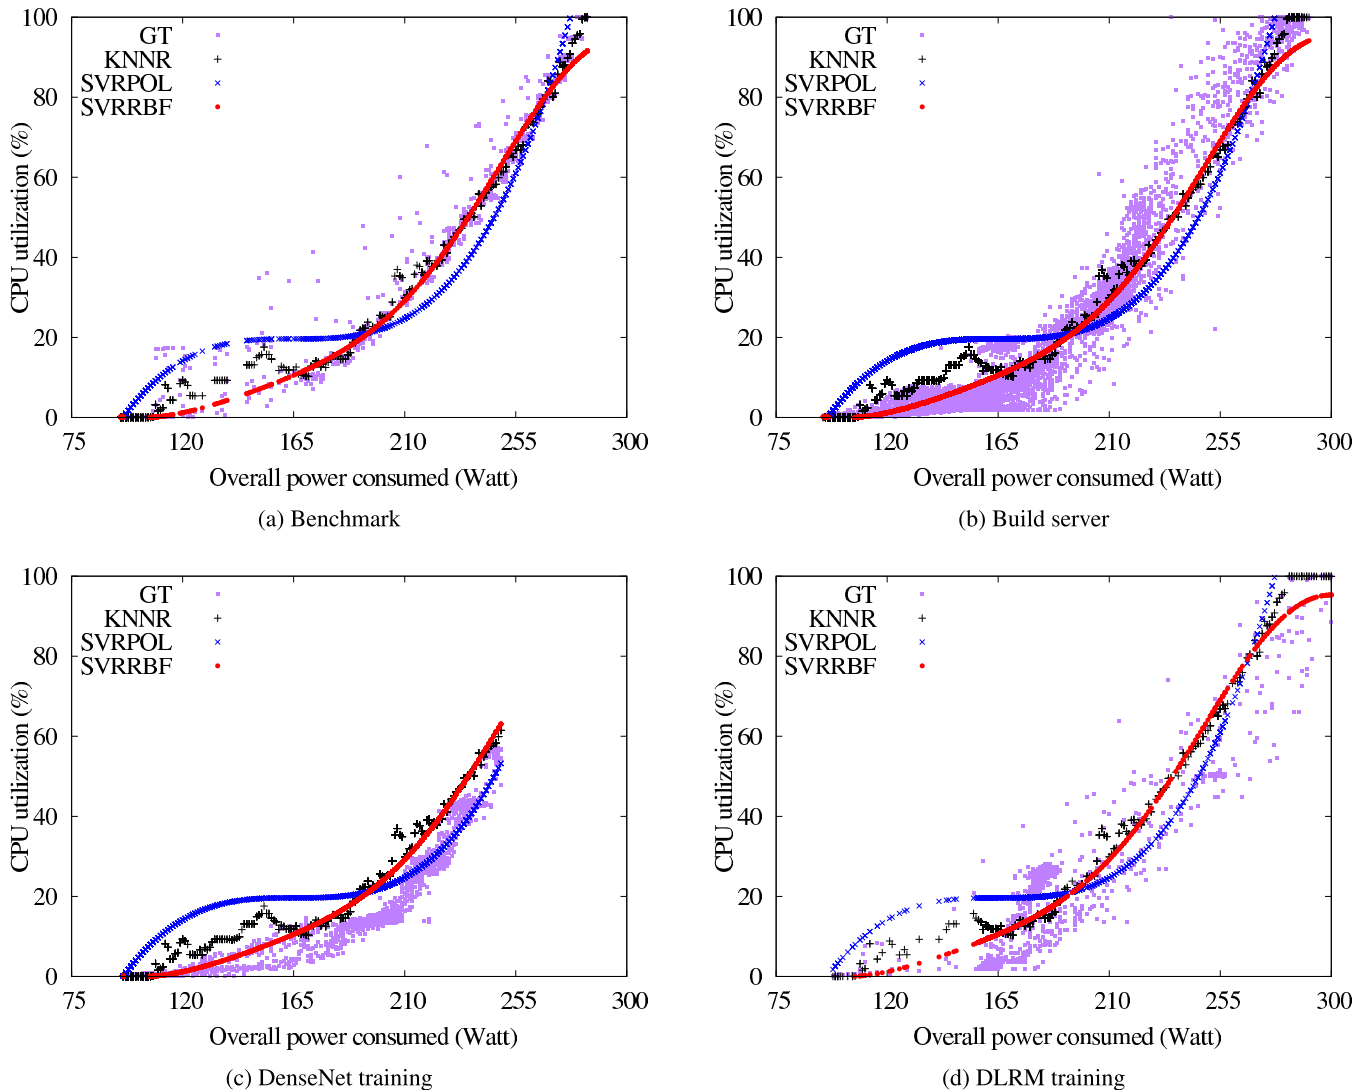 100
80
60
40
20
0
CPU utilization (%)
GT
KNNR
SVRPOL
SVRRBF
75 120 165 210 255 300
Overall power consumed (Watt)
(a) Benchmark
100
80
60
40
20
0
CPU utilization (%)
GT
KNNR
SVRPOL
SVRRBF
75 120 165 210 255 300
Overall power consumed (Watt)
(b) Build server
100
80
60
40
20
0
CPU utilization (%)
GT
KNNR
SVRPOL
SVRRBF
75 120 165 210 255 300
Overall power consumed (Watt)
(c) DenseNet training
100
80
60
40
20
0
CPU utilization (%)
GT
KNNR
SVRPOL
SVRRBF
75 120 165 210 255 300
Overall power consumed (Watt)
(d) DLRM training